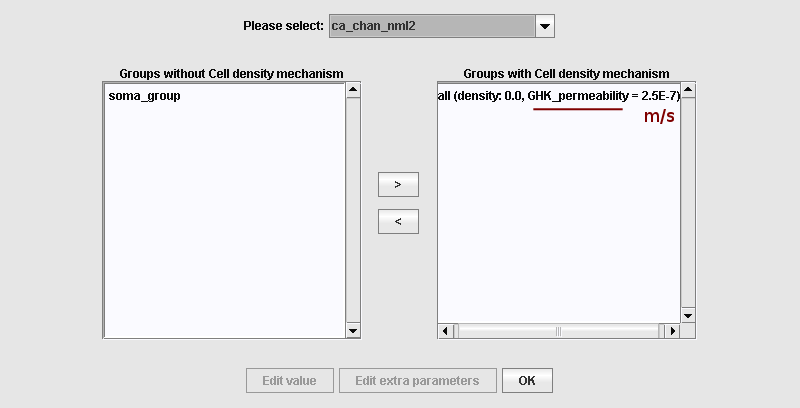 Please select: ca_chan_nml2
Groups without Cell density mechanism
Groups with Cell density mechanism
soma_group
all (density: 0.0, GHK_permeability = 2.5E-7)
m/s
>
<
Edit value
Edit extra parameters
OK